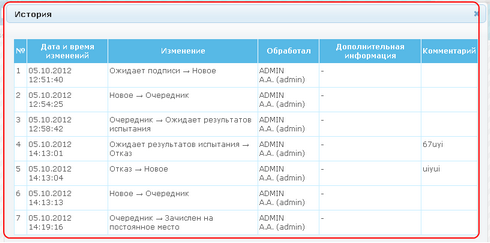 История
№ Дата и время изменений Изменение Обработал Дополнительная информация Комментарий
1 05.10.2012 12:51:40 Ожидает подписи → Новое ADMIN A.A. (admin) -
2 05.10.2012 12:54:25 Новое → Очередник ADMIN A.A. (admin) -
3 05.10.2012 12:58:42 Очередник → Ожидает результатов испытания ADMIN A.A. (admin) -
4 05.10.2012 14:13:01 Ожидает результатов испытания → Отказ ADMIN A.A. (admin) - 67uyi
5 05.10.2012 14:13:04 Отказ → Новое ADMIN A.A. (admin) - uiyui
6 05.10.2012 14:13:13 Новое → Очередник ADMIN A.A. (admin) -
7 05.10.2012 14:19:16 Очередник → Зачислен на постоянное место ADMIN A.A. (admin) -